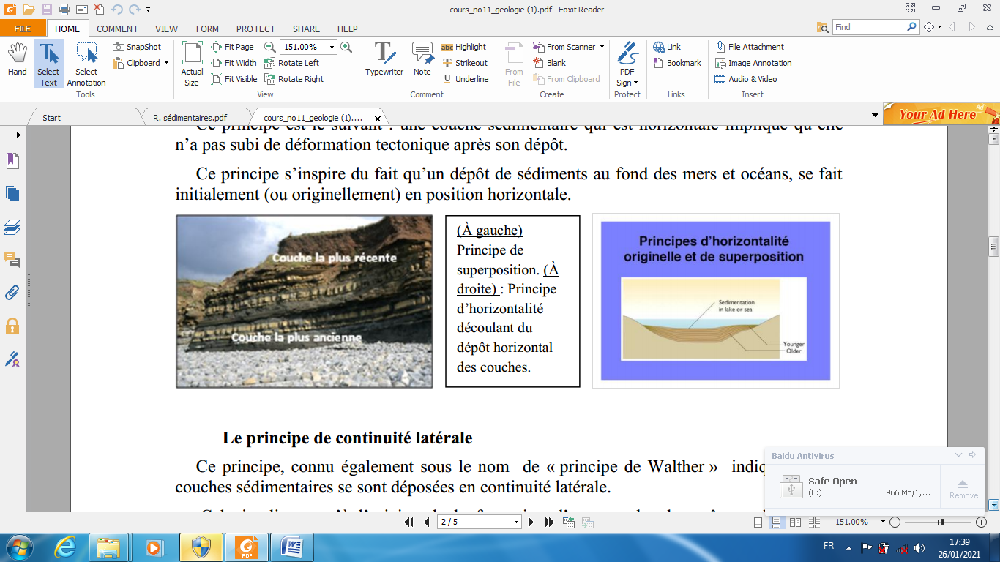 cours_no11_geologie (1).pdf - Foxit Reader
FILE HOME COMMENT VIEW FORM PROTECT SHARE HELP
Find
SnapShot
Clipboard
Hand
Select Text
Select Annotation
Tools
Actual Size
Fit Page
Fit Width
Fit Visible
151.00%
Rotate Left
Rotate Right
View
Typewriter
Note
abc Highlight
Strikeout
Underline
Comment
From File
From Scanner
Blank
From Clipboard
Create
PDF Sign
Protect
Link
Bookmark
Links
File Attachment
Image Annotation
Audio & Video
Insert
Start
R. sédimentaires.pdf
cours_no11_geologie (1)....
Your Ad Here
Ad
Ce principe est le suivant : une couche sédimentaire qui est horizontale implique qu'elle
n’a pas subi de déformation tectonique après son dépôt.
Ce principe s’inspire du fait qu’un dépôt de sédiments au fond des mers et océans, se fait
initialement (ou originellement) en position horizontale.
Couche la plus récente
Couche la plus ancienne
(À gauche)
Principe de
superposition. (À
droite) : Principe
d’horizontalité
découlant du
dépôt horizontal
des couches.
Principes d’horizontalité
originelle et de superposition
Sedimentation
in lake or sea
Younger
Older
Le principe de continuité latérale
Ce principe, connu également sous le nom de « principe de Walther » indiq
couches sédimentaires se sont déposées en continuité latérale.
Baidu Antivirus
Safe Open
(F:)
966 Mo/1,...
Remove
2 / 5
151.00%
PDF
FR
17:39
26/01/2021